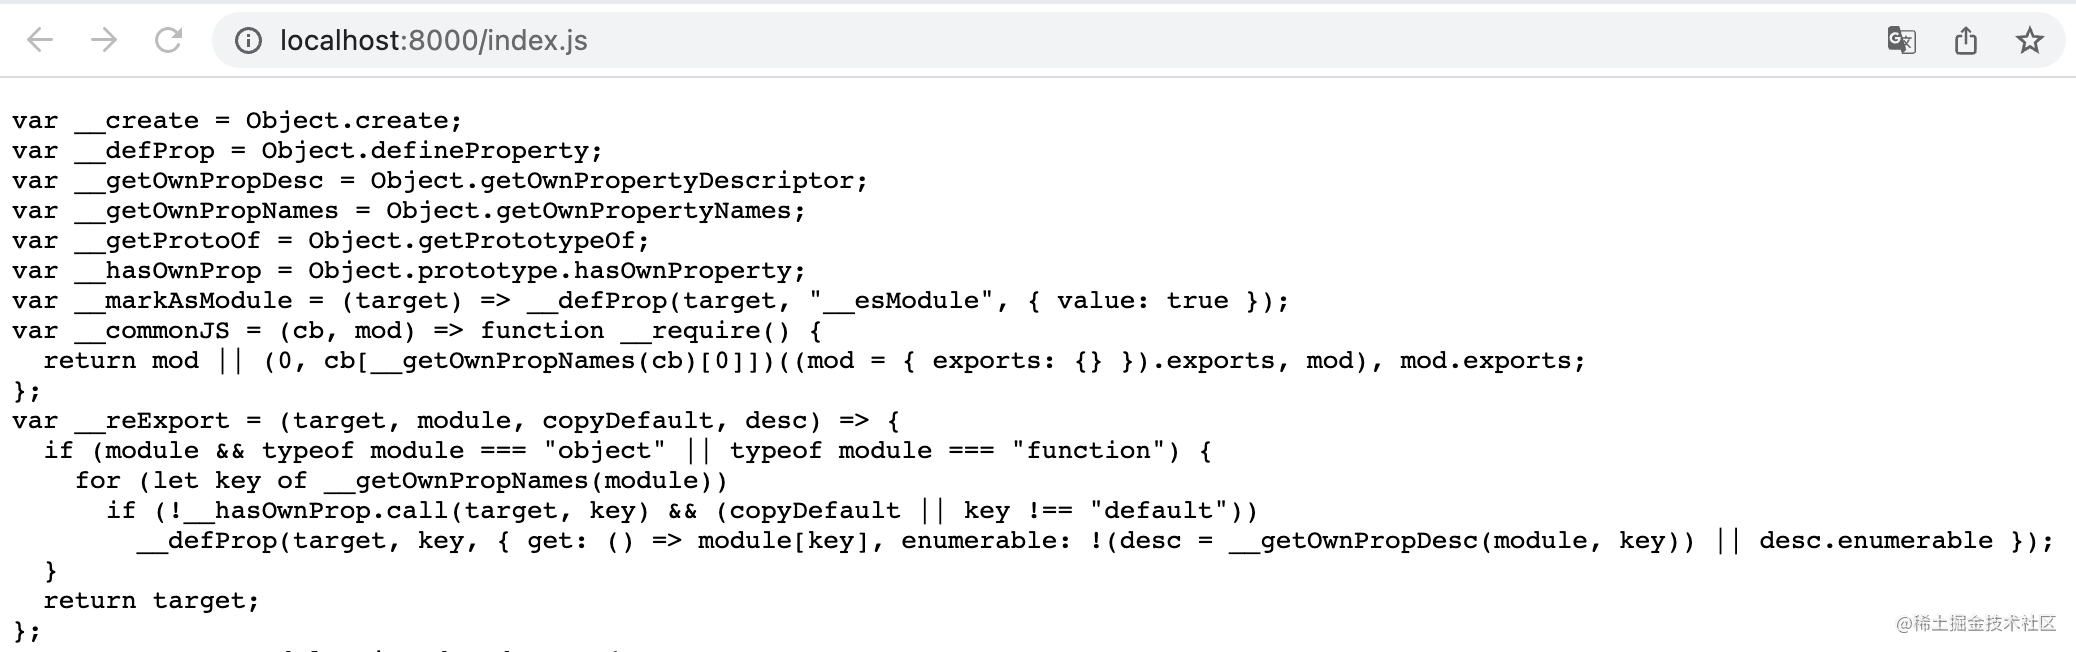 localhost:8000/index.js
var __create = Object.create;
var __defProp = Object.defineProperty;
var __getOwnPropDesc = Object.getOwnPropertyDescriptor;
var __getOwnPropNames = Object.getOwnPropertyNames;
var __getProtoOf = Object.getPrototypeOf;
var __hasOwnProp = Object.prototype.hasOwnProperty;
var __markAsModule = (target) => __defProp(target, "__esModule", { value: true });
var __commonJS = (cb, mod) => function __require() {
  return mod || (0, cb[__getOwnPropNames(cb)[0]])((mod = { exports: {} }).exports, mod), mod.exports;
};
var __reExport = (target, module, copyDefault, desc) => {
  if (module && typeof module === "object" || typeof module === "function") {
    for (let key of __getOwnPropNames(module))
      if (!__hasOwnProp.call(target, key) && (copyDefault || key !== "default"))
        __defProp(target, key, { get: () => module[key], enumerable: !(desc = __getOwnPropDesc(module, key)) || desc.enumerable });
  }
  return target;
};
@稀土掘金技术社区